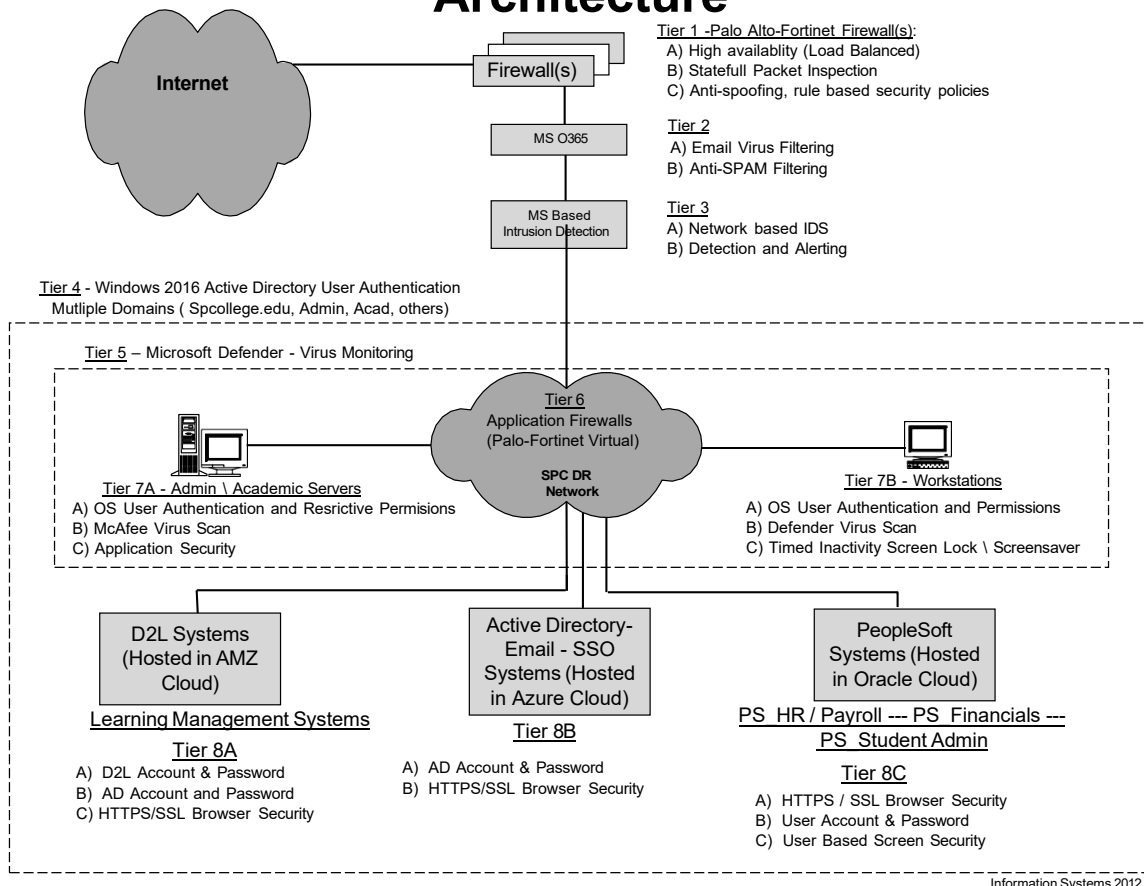 Architecture
Internet
Firewall(s)
Tier 1 -Palo Alto-Fortinet Firewall(s):
A) High availablity (Load Balanced)
B) Statefull Packet Inspection
C) Anti-spoofing, rule based security policies
MS O365
Tier 2
A) Email Virus Filtering
B) Anti-SPAM Filtering
MS Based
Intrusion Detection
Tier 3
A) Network based IDS
B) Detection and Alerting
Tier 4 - Windows 2016 Active Directory User Authentication
Mutliple Domains ( Spcollege.edu, Admin, Acad, others)
Tier 5 – Microsoft Defender - Virus Monitoring
Tier 6
Application Firewalls
(Palo-Fortinet Virtual)
SPC DR
Network
Tier 7A - Admin \ Academic Servers
A) OS User Authentication and Resrictive Permisions
B) McAfee Virus Scan
C) Application Security
Tier 7B - Workstations
A) OS User Authentication and Permissions
B) Defender Virus Scan
C) Timed Inactivity Screen Lock \ Screensaver
D2L Systems
(Hosted in AMZ
Cloud)
Learning Management Systems
Tier 8A
A) D2L Account & Password
B) AD Account and Password
C) HTTPS/SSL Browser Security
Active Directory-
Email - SSO
Systems (Hosted
in Azure Cloud)
Tier 8B
A) AD Account & Password
B) HTTPS/SSL Browser Security
PeopleSoft
Systems (Hosted
in Oracle Cloud)
PS_HR / Payroll --- PS_Financials ---
PS_Student Admin
Tier 8C
A) HTTPS / SSL Browser Security
B) User Account & Password
C) User Based Screen Security
Information Systems 2012